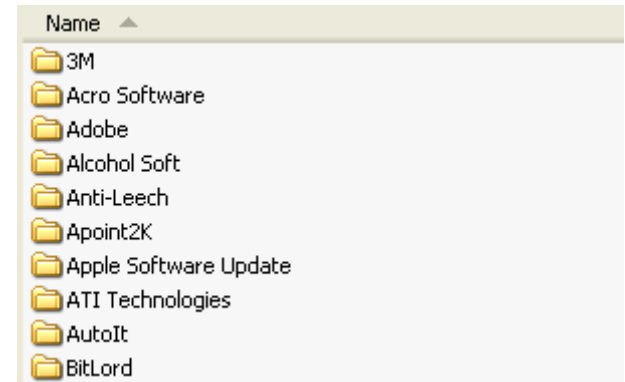 Name
3M
Acro Software
Adobe
Alcohol Soft
Anti-Leech
Apoint2K
Apple Software Update
ATI Technologies
AutoIt
BitLord